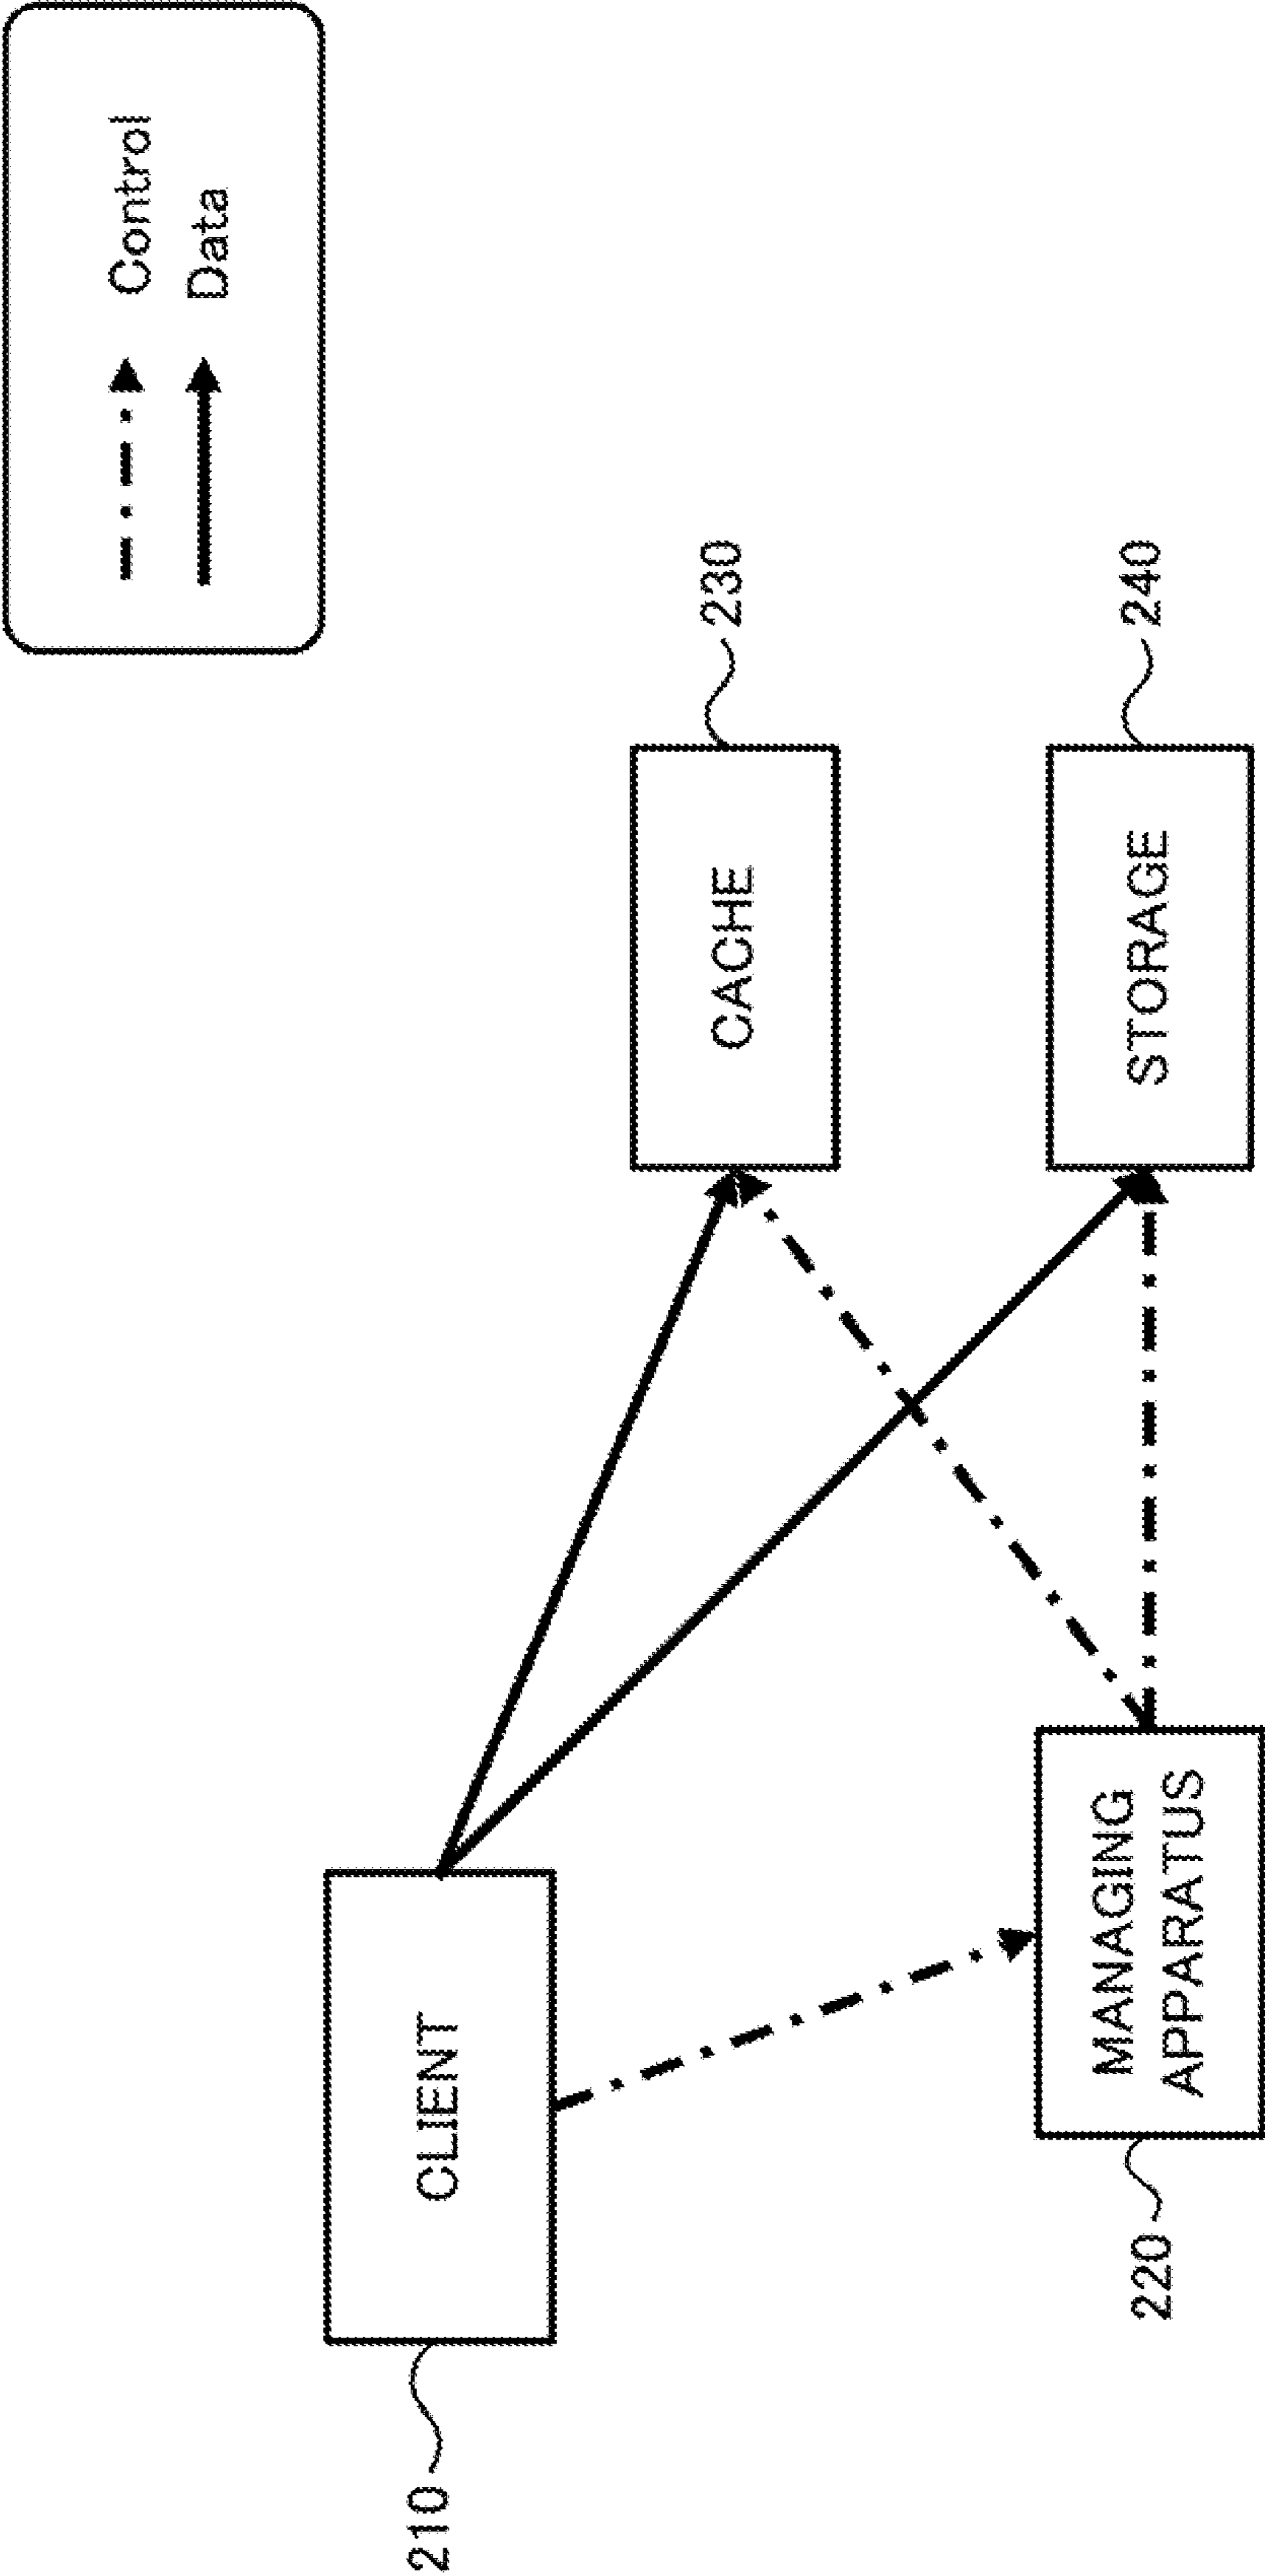 Control
Data
210
CLIENT
CACHE
230
220
MANAGING
APPARATUS
STORAGE
240